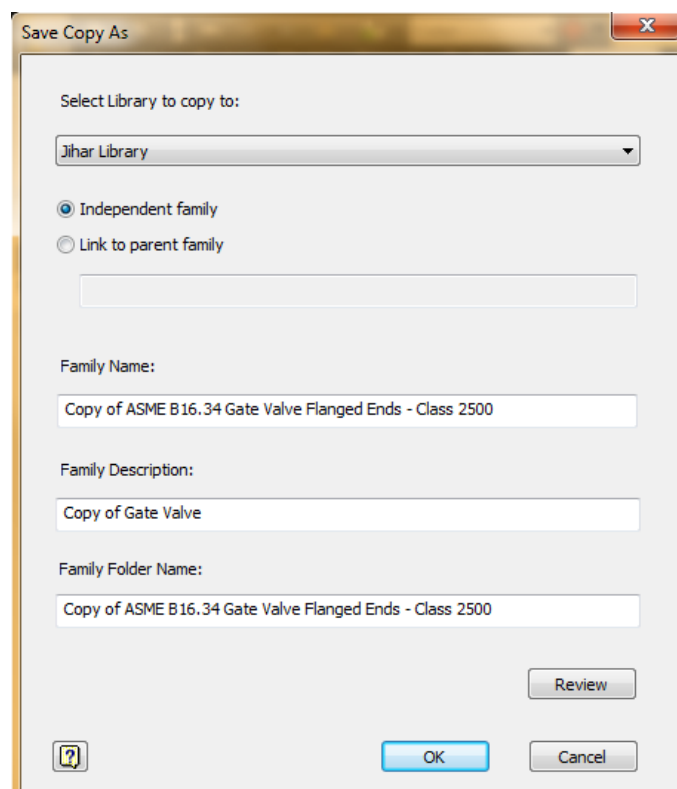 Save Copy As
Select Library to copy to:
Jihar Library
Independent family
Link to parent family
Family Name:
Copy of ASME B16.34 Gate Valve Flanged Ends - Class 2500
Family Description:
Copy of Gate Valve
Family Folder Name:
Copy of ASME B16.34 Gate Valve Flanged Ends - Class 2500
Review
OK
Cancel